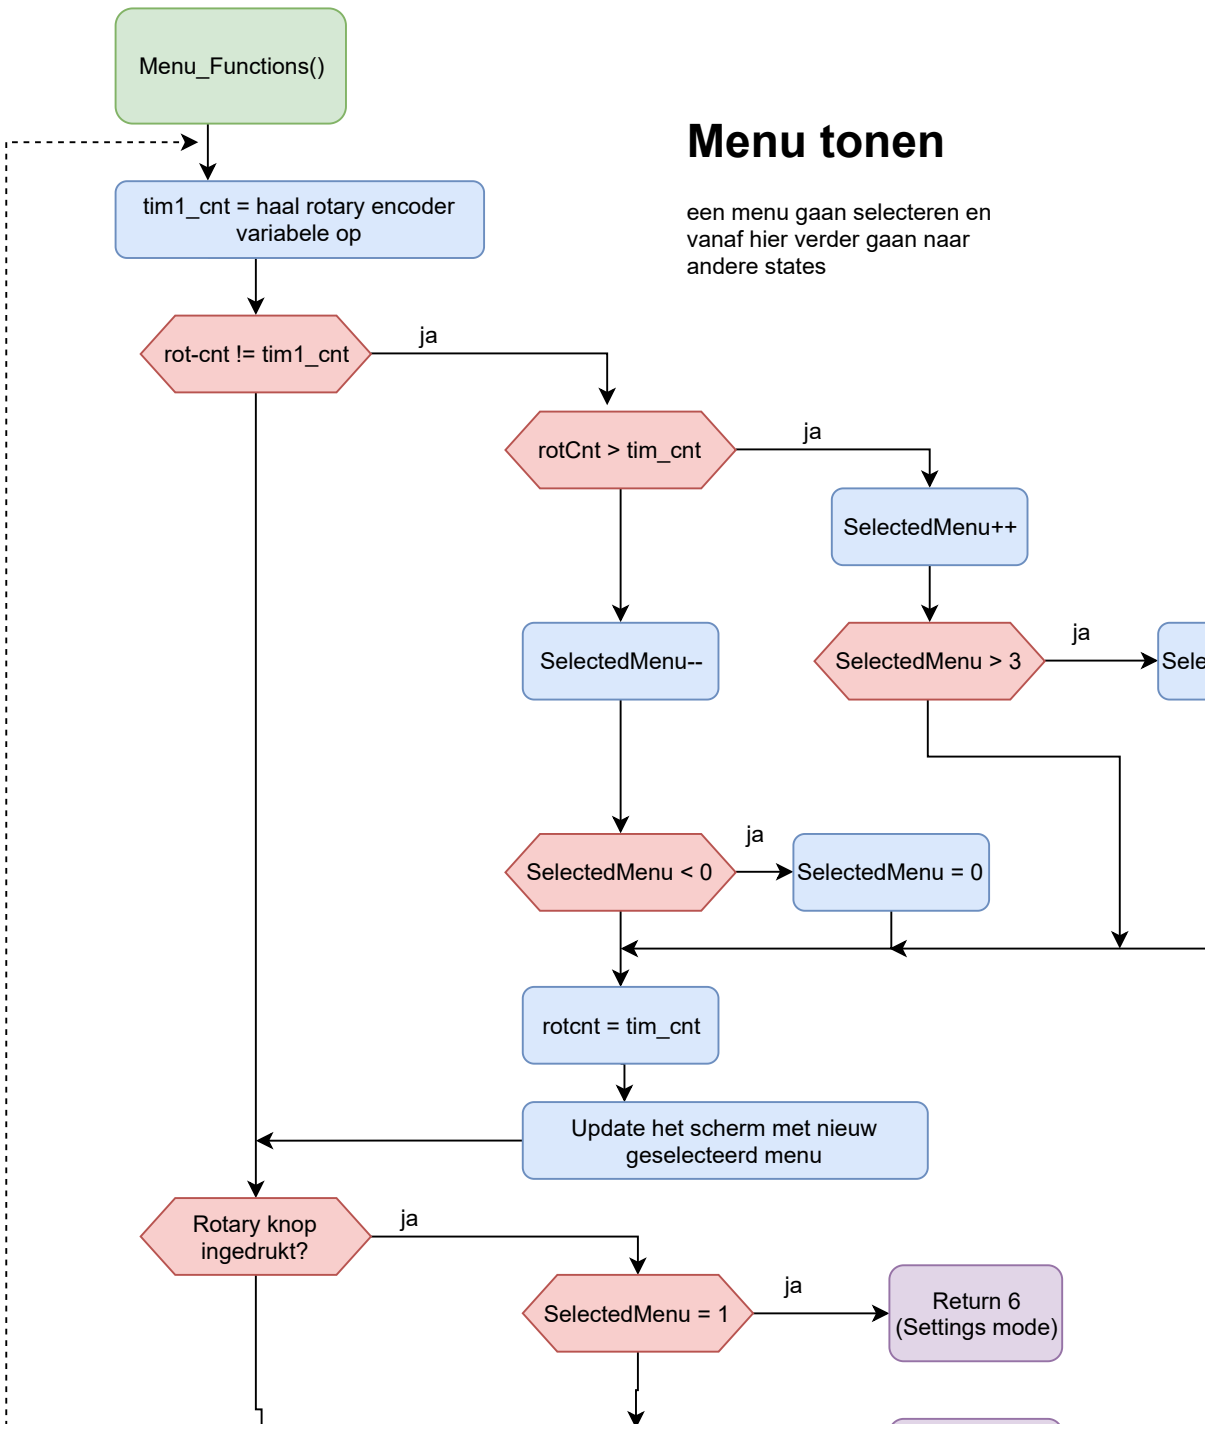 Menu_Functions()
Menu tonen
een menu gaan selecteren en
vanaf hier verder gaan naar
andere states
tim1_cnt = haal rotary encoder
variabele op
rot-cnt != tim1_cnt
ja
rotCnt > tim_cnt
ja
SelectedMenu++
SelectedMenu--
SelectedMenu > 3
ja
Sele
SelectedMenu < 0
ja
SelectedMenu = 0
rotcnt = tim_cnt
Update het scherm met nieuw
geselecteerd menu
Rotary knop
ingedrukt?
ja
SelectedMenu = 1
ja
Return 6
(Settings mode)